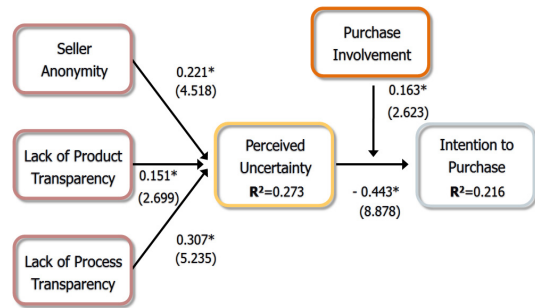 Seller
Anonymity
Purchase
Involvement
0.221*
(4.518)
0.163*
(2.623)
Lack of Product
Transparency
0.151*
(2.699)
Perceived
Uncertainty
R²=0.273
Intention to
Purchase
R²=0.216
- 0.443*
(8.878)
0.307*
(5.235)
Lack of Process
Transparency